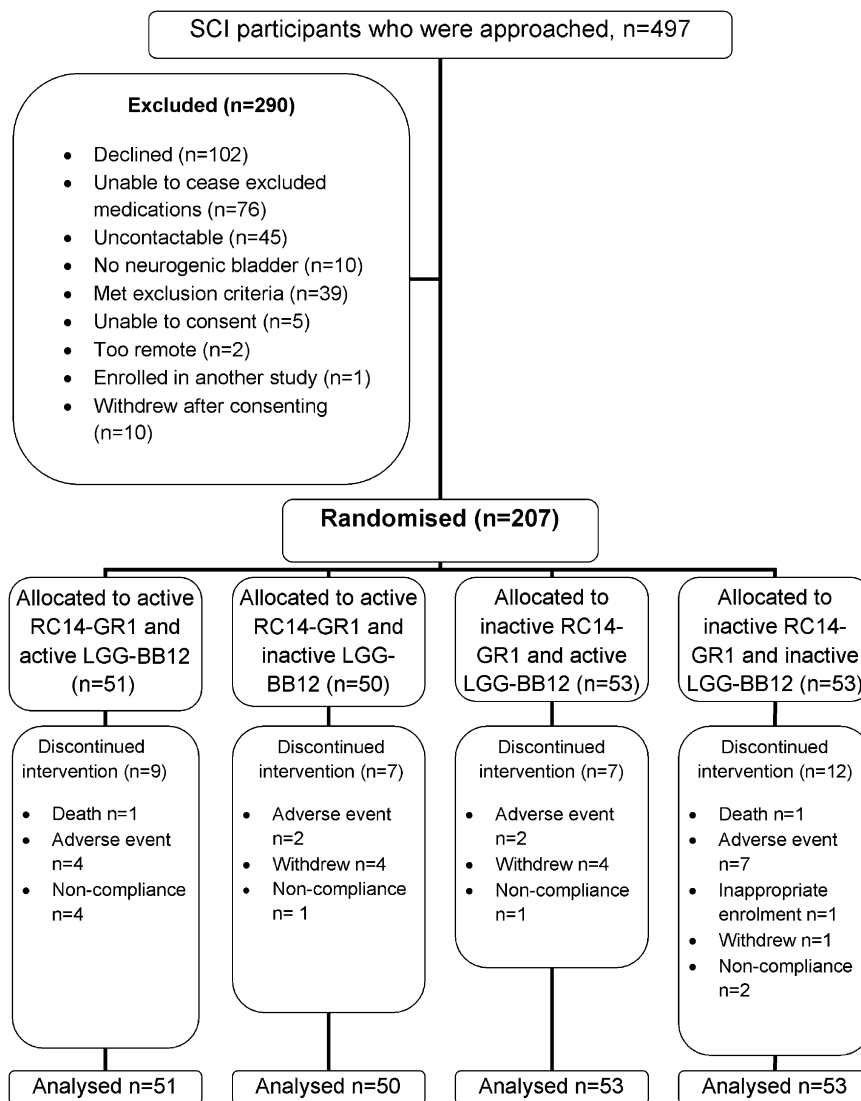 SCI participants who were approached, n=497
Excluded (n=290)
• Declined (n=102)
• Unable to cease excluded
medications (n=76)
• Uncontactable (n=45)
• No neurogenic bladder (n=10)
• Met exclusion criteria (n=39)
• Unable to consent (n=5)
• Too remote (n=2)
• Enrolled in another study (n=1)
• Withdrew after consenting
(n=10)
Randomised (n=207)
Allocated to active
RC14-GR1 and
active LGG-BB12
(n=51)
Allocated to active
RC14-GR1 and
inactive LGG-
BB12 (n=50)
Allocated to
inactive RC14-
GR1 and active
LGG-BB12 (n=53)
Allocated to
inactive RC14-
GR1 and inactive
LGG-BB12 (n=53)
Discontinued
intervention (n=9)
• Death n=1
• Adverse event
n=4
• Non-compliance
n=4
Discontinued
intervention (n=7)
• Adverse event
n=2
• Withdrew n=4
• Non-compliance
n= 1
Discontinued
intervention (n=7)
• Adverse event
n=2
• Withdrew n=4
• Non-compliance
n=1
Discontinued
intervention (n=12)
• Death n=1
• Adverse event
n=7
• Inappropriate
enrolment n=1
• Withdrew n=1
• Non-compliance
n=2
Analysed n=51
Analysed n=50
Analysed n=53
Analysed n=53